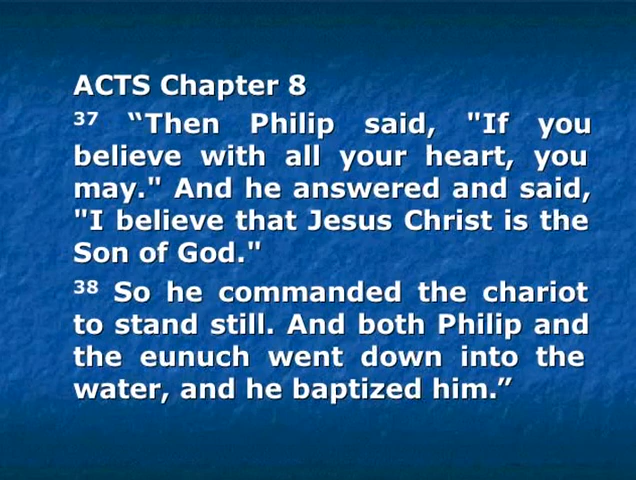 ACTS Chapter 8
37 “Then Philip said, "If you
believe with all your heart, you
may." And he answered and said,
"I believe that Jesus Christ is the
Son of God."
38 So he commanded the chariot
to stand still. And both Philip and
the eunuch went down into the
water, and he baptized him.”